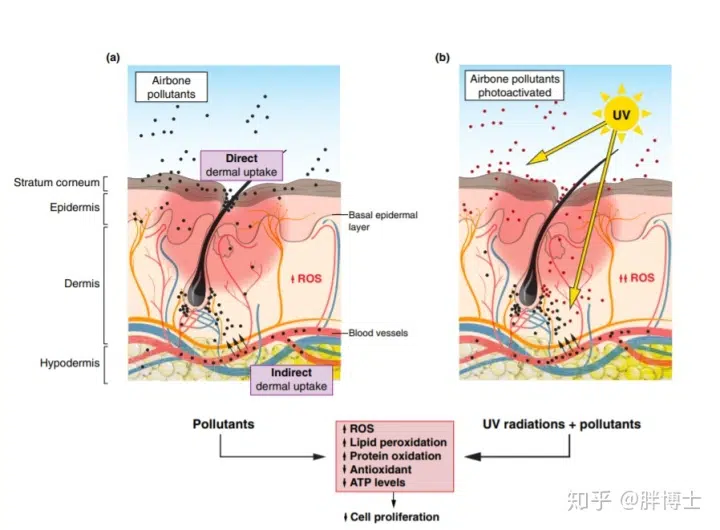 (a)
Airbone
pollutants
Direct
dermal uptake
Stratum corneum
Epidermis
Dermis
Hypodermis
Basal epidermal
layer
ROS
Blood vessels
Indirect
dermal uptake
(b)
Airbone pollutants
photoactivated
UV
ROS
Pollutants
UV radiations + pollutants
ROS
Lipid peroxidation
Protein oxidation
Antioxidant
ATP levels
Cell proliferation
知乎 @胖博士